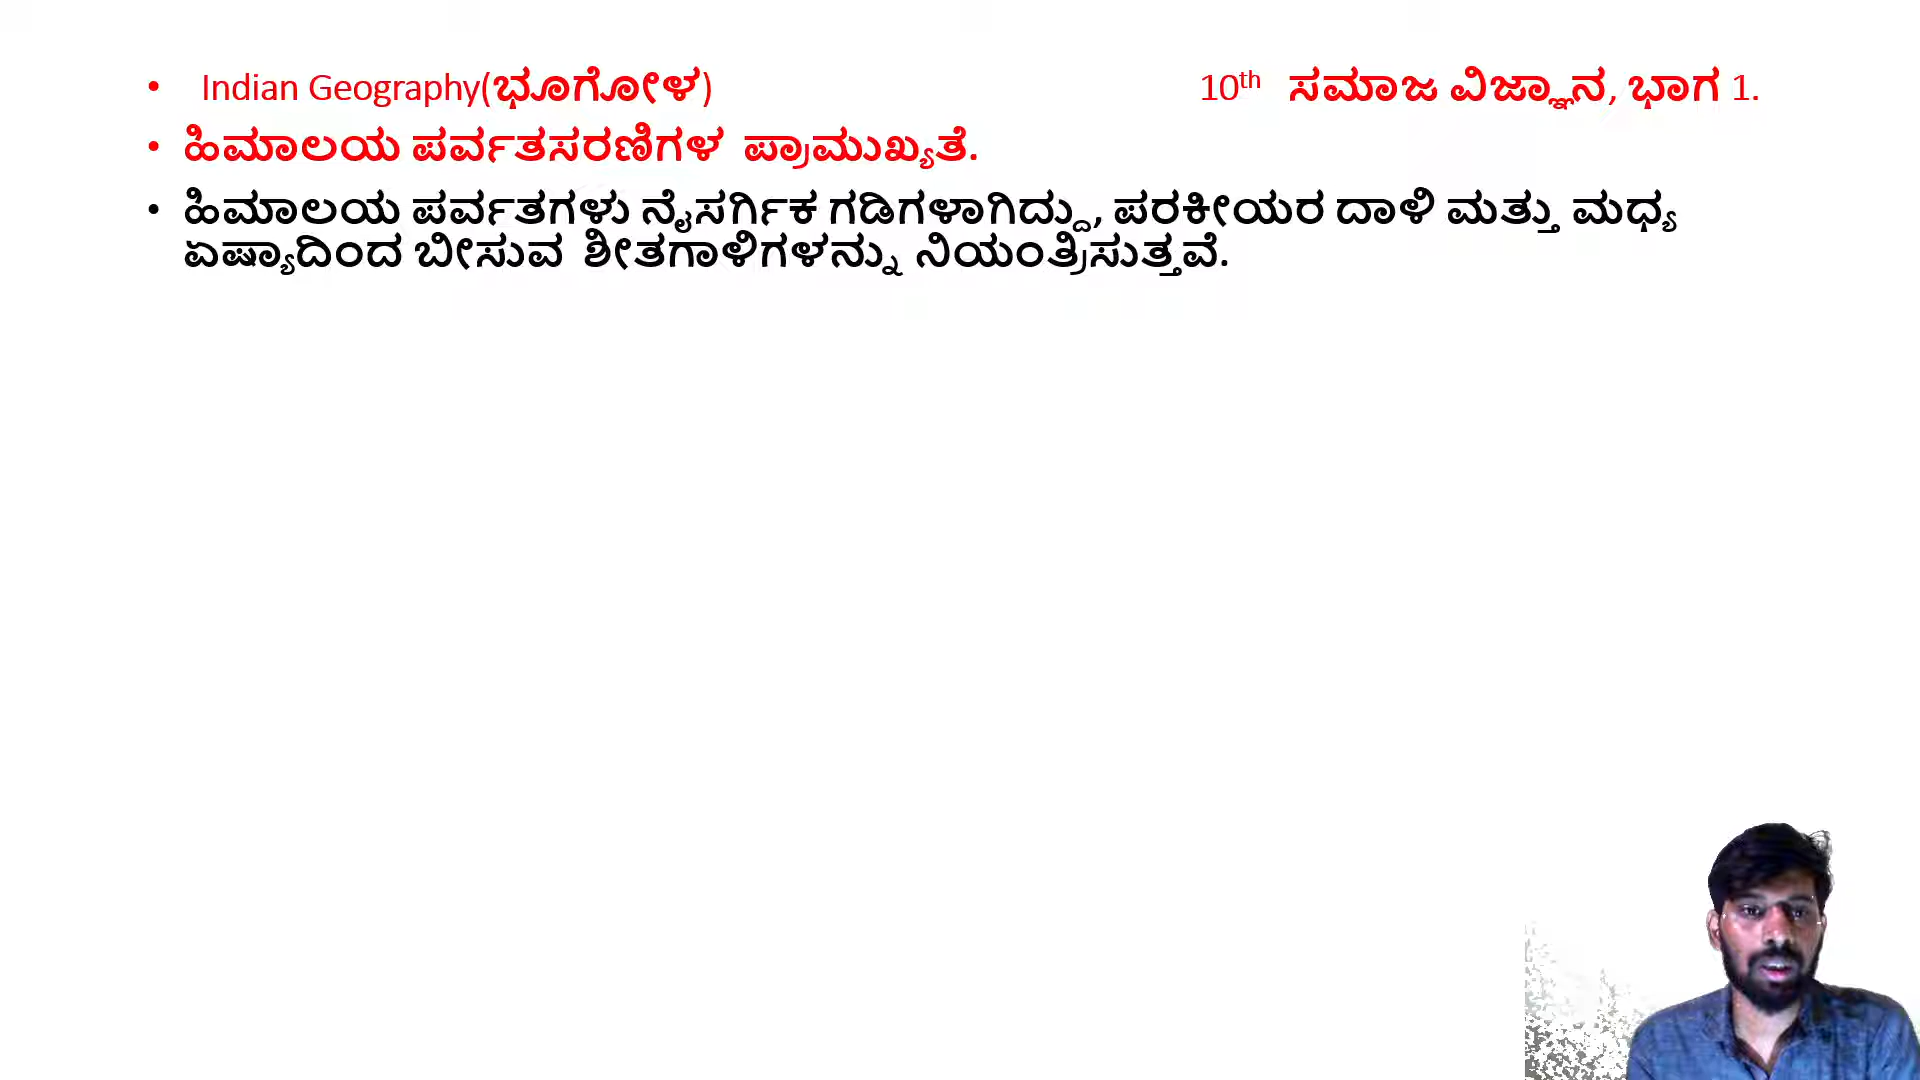 • Indian Geography(ಭೂಗೋಳ) 10th ಸಮಾಜ ವಿಜ್ಞಾನ, ಭಾಗ 1.
• ಹಿಮಾಲಯ ಪರ್ವತಸರಣಿಗಳ ಪ್ರಾಮುಖ್ಯತೆ.
• ಹಿಮಾಲಯ ಪರ್ವತಗಳು ನೈಸರ್ಗಿಕ ಗಡಿಗಳಾಗಿದ್ದು, ಪರಕೀಯರ ದಾಳಿ ಮತ್ತು ಮಧ್ಯ
ಏಷ್ಯಾದಿಂದ ಬೀಸುವ ಶೀತಗಾಳಿಗಳನ್ನು ನಿಯಂತ್ರಿಸುತ್ತವೆ.